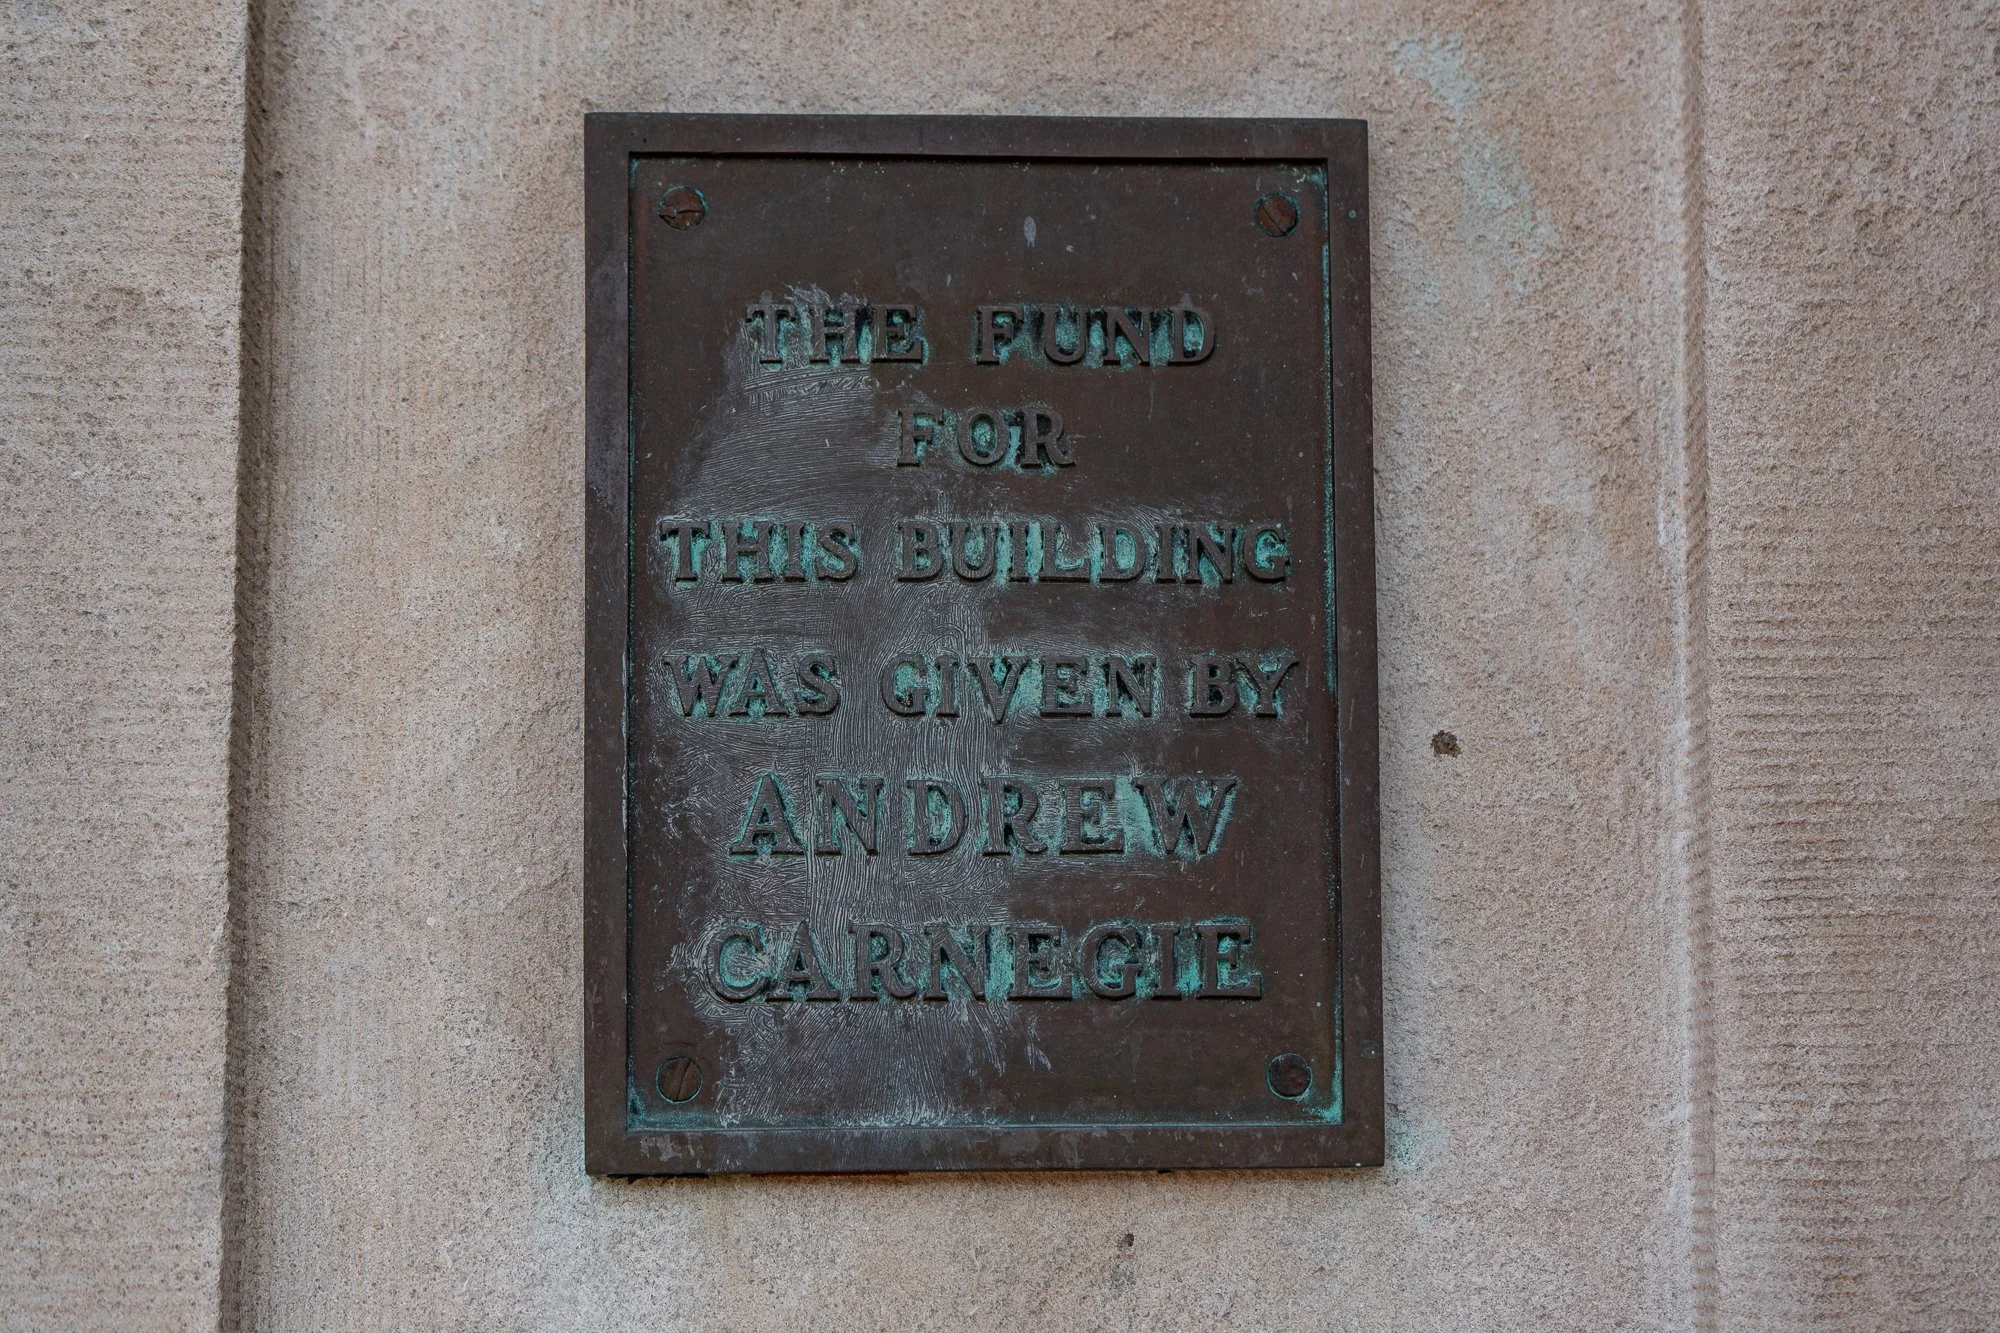 THE FUND
FOR
THIS BUILDING
WAS GIVEN BY
ANDREW
CARNEGIE